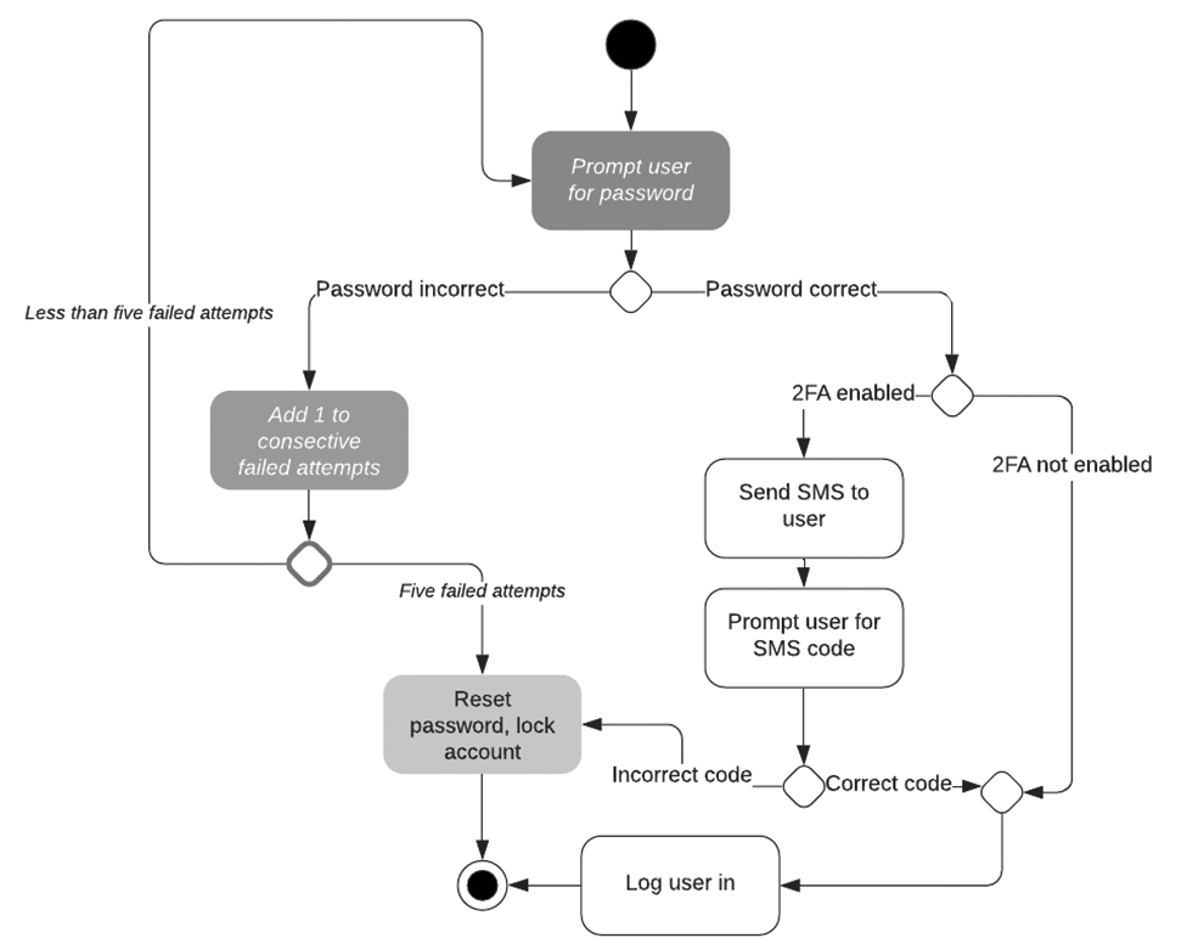 Prompt user
for password
Password incorrect
Password correct
Less than five failed attempts
2FA enabled
Add 1 to
consective
failed attempts
2FA not enabled
Send SMS to
user
Five failed attempts
Prompt user for
SMS code
Reset
password, lock
account
Incorrect code
Correct code
Log user in